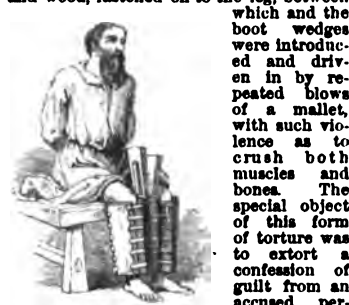 and wood, fastened on to the leg, between
which and the
boot wedges
were introduc-
ed and driv-
en in by re-
peated blows
of a mallet,
with such vio-
lence as to
crush both
muscles and
bones. The
special object
of this form
of torture was
to extort a
confession of
guilt from an
accused per-